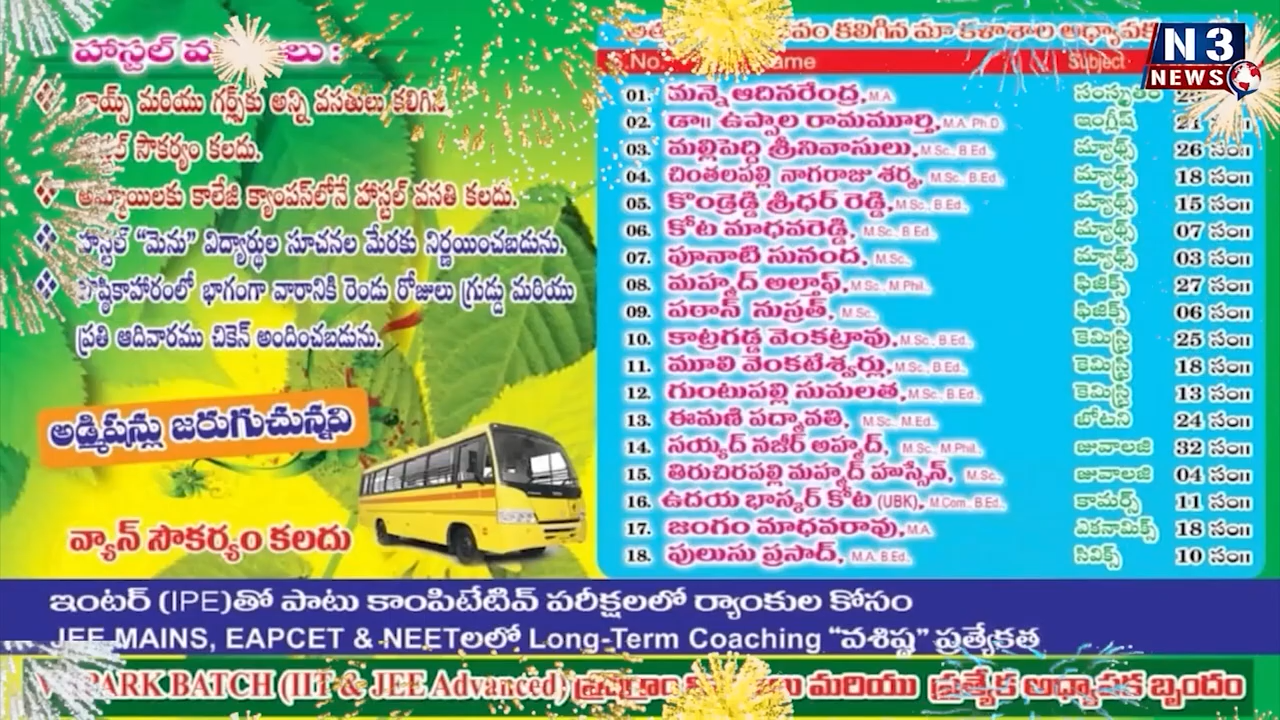 హాస్టల్
బాయ్స్ మరియు గర్ల్స్‌కు అన్ని వసతులు కలిగిన
సౌకర్యం కలదు.
అమ్మాయిలకు కాలేజీ క్యాంపస్‌లోనే హాస్టల్ వసతి కలదు.
హాస్టల్ “మెను” విద్యార్థుల సూచనల మేరకు నిర్ణయించబడును.
పౌష్ఠికాహారంలో భాగంగా వారానికి రెండు రోజులు గ్రుడ్డు మరియు
ప్రతి ఆదివారము చికెన్ అందించబడును.
అడ్మిషన్లు జరుగుచున్నవి
వ్యాన్ సౌకర్యం కలదు
కలిగిన మా కళాశాల
S.No. Name Subject
N3 NEWS
01. మన్నె ఆదినరేంద్ర, M.A. సంస్కృతం
02. డా॥ ఉప్పాల రామమూర్తి, M.A. Ph.D. ఇంగ్లీష్ 21 సం॥
03. మల్లిపెద్ది శ్రీనివాసులు, M.Sc., B.Ed. మ్యాథ్స్ 26 సం॥
04. చింతలపల్లి నాగరాజు శర్మ, M.Sc., B.Ed. మ్యాథ్స్ 18 సం॥
05. కొండ్రెడ్డి శ్రీధర్ రెడ్డి, M.Sc., B.Ed. మ్యాథ్స్ 15 సం॥
06. కోట మాధవరెడ్డి, M.Sc., B.Ed. మ్యాథ్స్ 07 సం॥
07. పూనాటి సునంద, M.Sc. మ్యాథ్స్ 03 సం॥
08. మహ్మద్ అల్తాఫ్, M.Sc., M.Phil., ఫిజిక్స్ 27 సం॥
09. పఠాన్ నుస్రత్, M.Sc. ఫిజిక్స్ 06 సం॥
10. కాట్రగడ్డ వెంకట్రావు, M.Sc., B.Ed. కెమిస్ట్రీ 25 సం॥
11. మూలి వెంకటేశ్వర్లు, M.Sc., B.Ed. కెమిస్ట్రీ 18 సం॥
12. గుంటుపల్లి సుమలత, M.Sc., B.Ed. కెమిస్ట్రీ 13 సం॥
13. ఈమణి పద్మావతి, M.Sc., M.Ed. బోటనీ 24 సం॥
14. సయ్యద్ నజీర్ అహ్మద్, M.Sc., M.Phil., జువాలజీ 32 సం॥
15. తిరుచిరపల్లి మహ్మద్ హుస్సేన్, M.Sc. జువాలజీ 04 సం॥
16. ఉదయ భాస్కర్ కోట (UBK), M.Com., B.Ed., కామర్స్ 11 సం॥
17. జంగం మాధవరావు, M.A. ఎకనామిక్స్ 18 సం॥
18. పులుసు ప్రసాద్, M.A. B.Ed. సివిక్స్ 10 సం॥
ఇంటర్ (IPE)తో పాటు కాంపిటేటివ్ పరీక్షలలో ర్యాంకుల కోసం
JEE MAINS, EAPCET & NEETలలో Long-Term Coaching “వశిష్ట” ప్రత్యేకత
SPARK BATCH (IIT & JEE Advanced) మరియు ప్రత్యేక అధ్యాపక బృందం